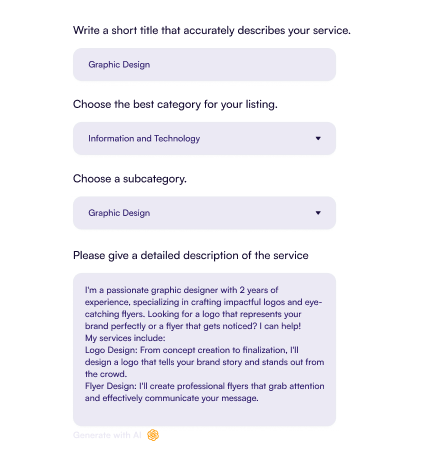 Write a short title that accurately describes your service.
Graphic Design
Choose the best category for your listing.
Information and Technology
Choose a subcategory.
Graphic Design
Please give a detailed description of the service
I'm a passionate graphic designer with 2 years of
experience, specializing in crafting impactful logos and eye-
catching flyers. Looking for a logo that represents your
brand perfectly or a flyer that gets noticed? I can help!
My services include:
Logo Design: From concept creation to finalization, I'll
design a logo that tells your brand story and stands out from
the crowd.
Flyer Design: I'll create professional flyers that grab attention
and effectively communicate your message.
Generate with AI